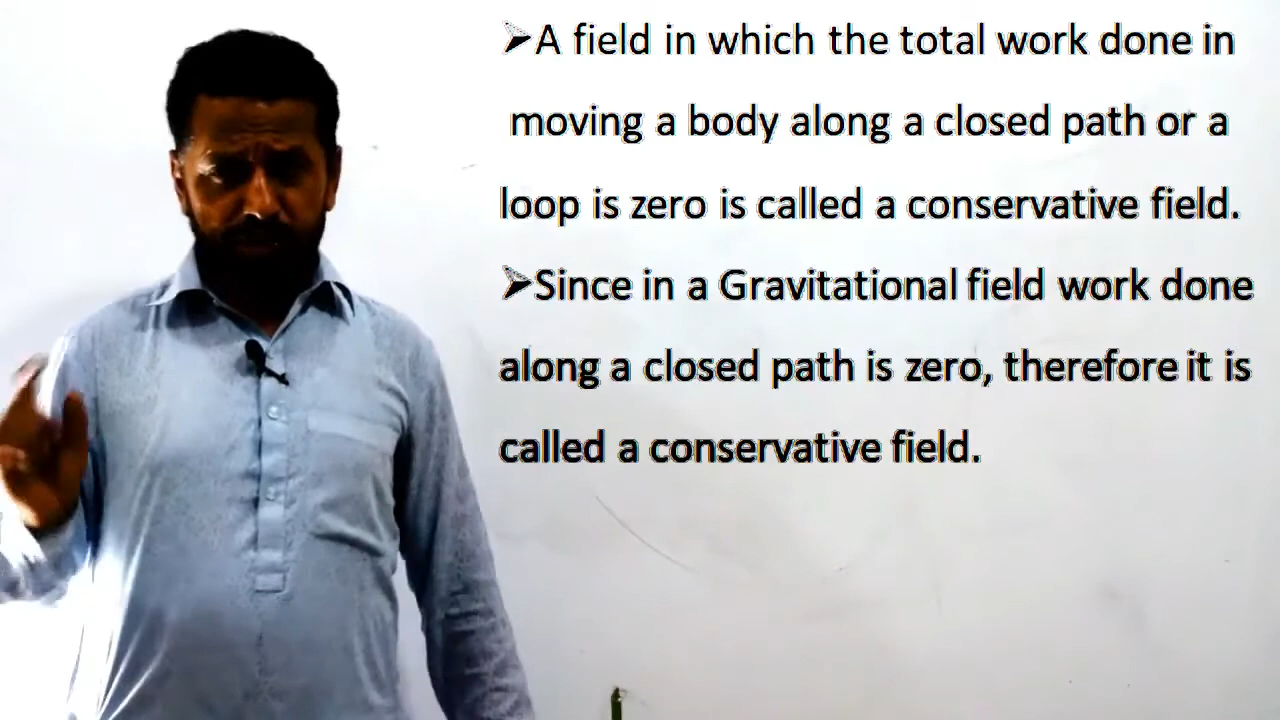 ➢A field in which the total work done in
moving a body along a closed path or a
loop is zero is called a conservative field.
➢Since in a Gravitational field work done
along a closed path is zero, therefore it is
called a conservative field.